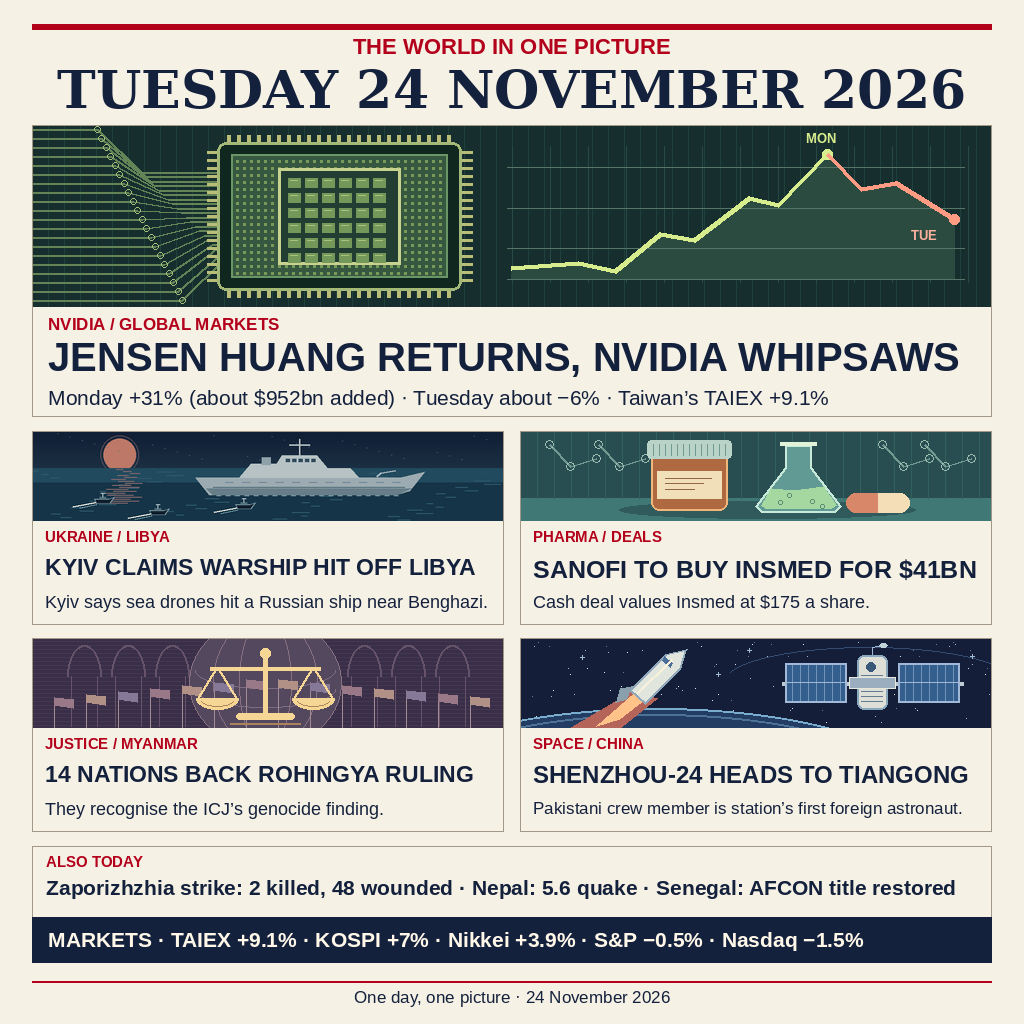 THE WORLD IN ONE PICTURE
TUESDAY 24 NOVEMBER 2026
MON
TUE
NVIDIA / GLOBAL MARKETS
JENSEN HUANG RETURNS, NVIDIA WHIPSAWS
Monday +31% (about $952bn added) · Tuesday about −6% · Taiwan’s TAIEX +9.1%
UKRAINE / LIBYA
KYIV CLAIMS WARSHIP HIT OFF LIBYA
Kyiv says sea drones hit a Russian ship near Benghazi.
PHARMA / DEALS
SANOFI TO BUY INSMED FOR $41BN
Cash deal values Insmed at $175 a share.
JUSTICE / MYANMAR
14 NATIONS BACK ROHINGYA RULING
They recognise the ICJ’s genocide finding.
SPACE / CHINA
SHENZHOU-24 HEADS TO TIANGONG
Pakistani crew member is station’s first foreign astronaut.
ALSO TODAY
Zaporizhzhia strike: 2 killed, 48 wounded · Nepal: 5.6 quake · Senegal: AFCON title restored
MARKETS · TAIEX +9.1% · KOSPI +7% · Nikkei +3.9% · S&P −0.5% · Nasdaq −1.5%
One day, one picture · 24 November 2026